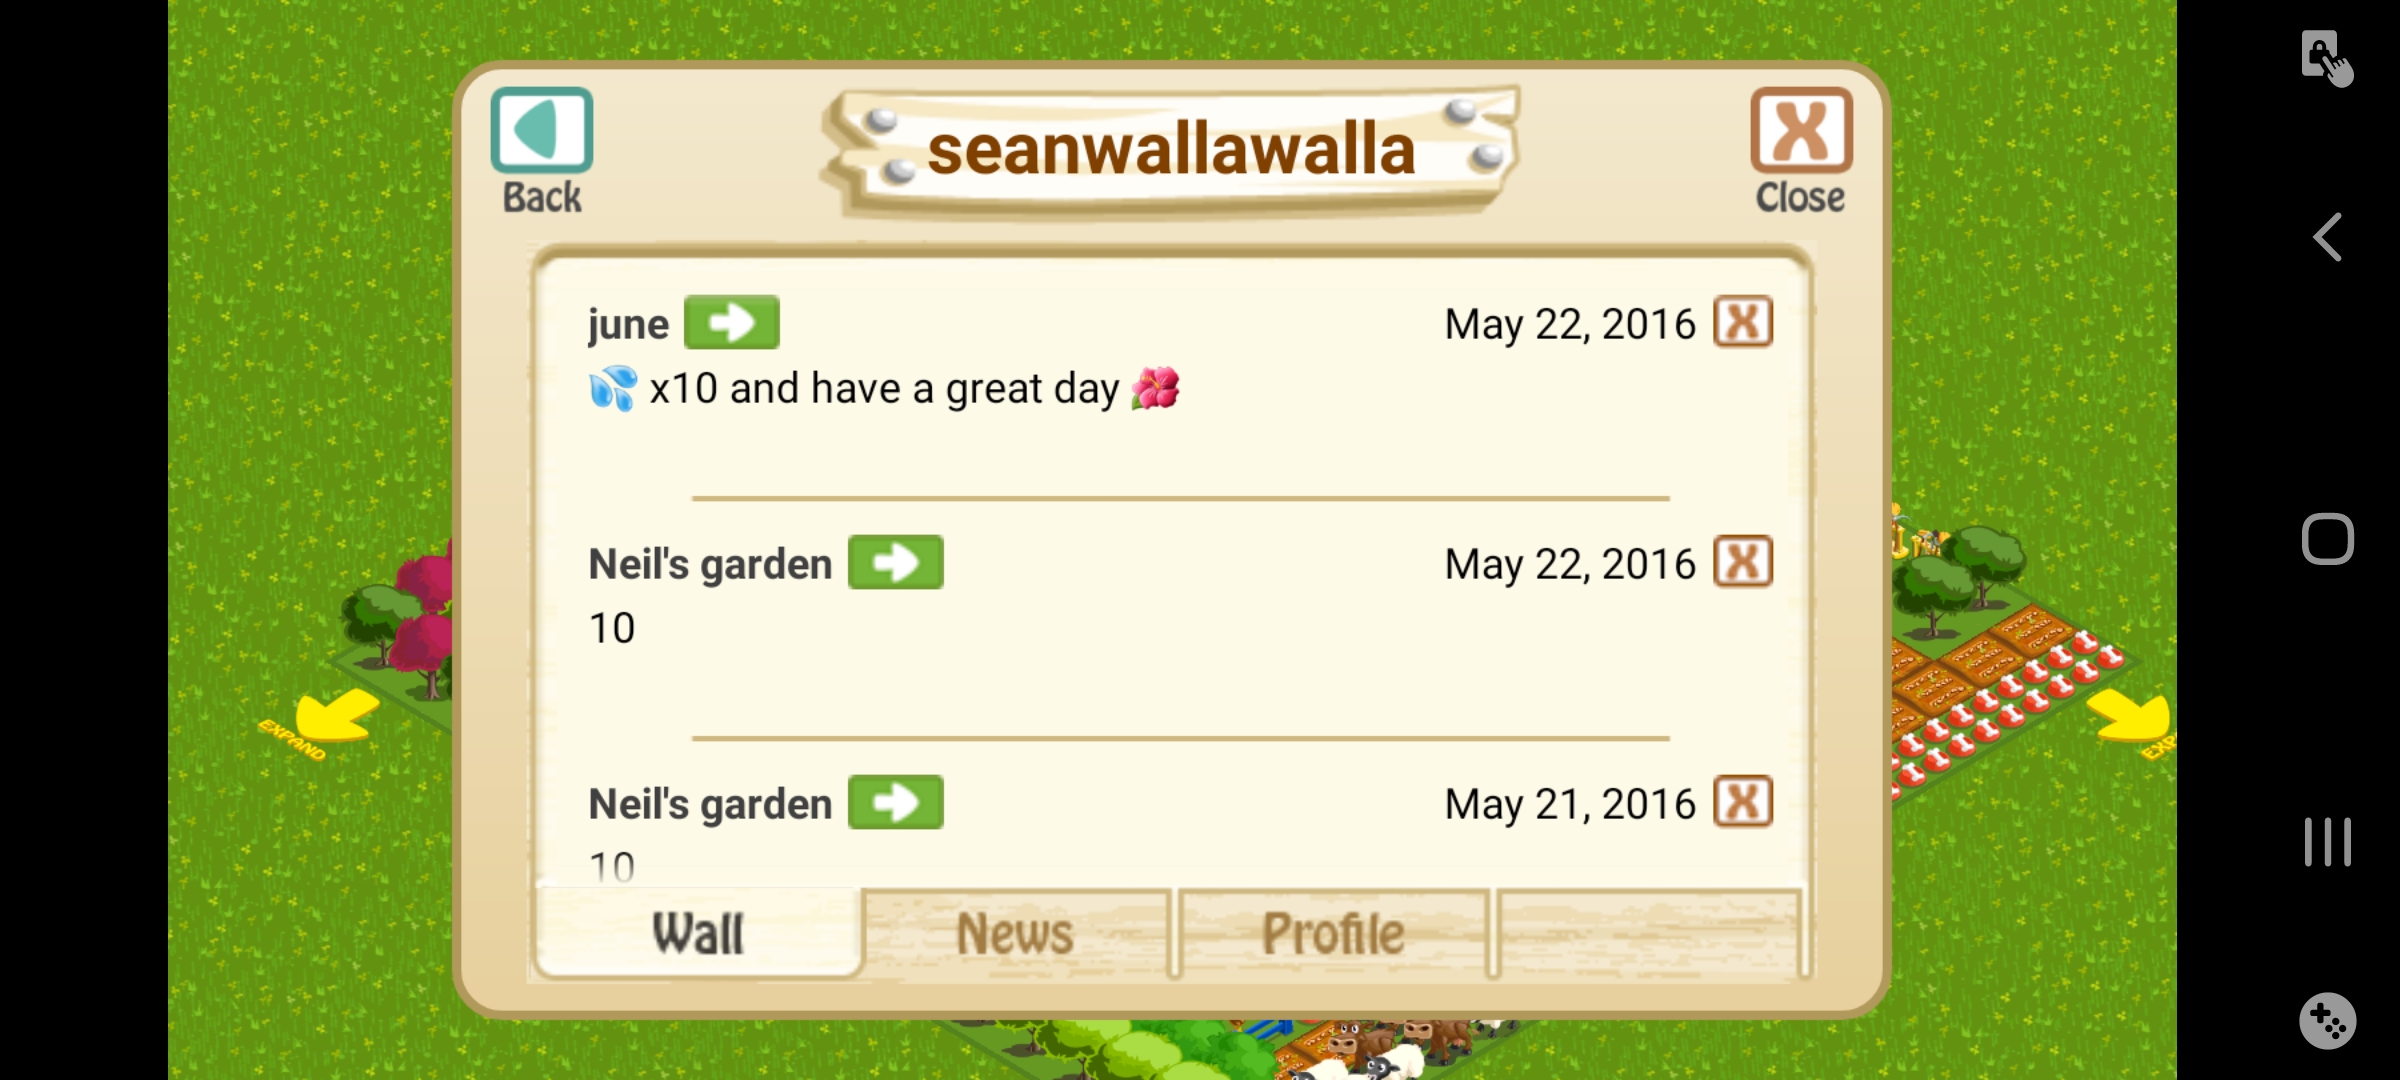 Back
seanwallawalla
Close
june
May 22, 2016
💦 x10 and have a great day 🌺
Neil's garden
May 22, 2016
10
Neil's garden
May 21, 2016
10
EXPAND
EXP
Wall
News
Profile